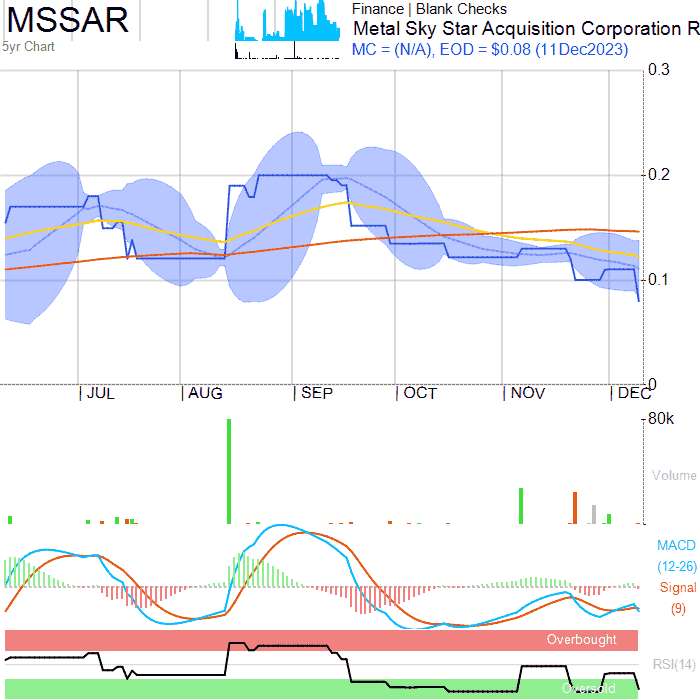 MSSAR
5yr Chart
Finance | Blank Checks
Metal Sky Star Acquisition Corporation R
MC = (N/A), EOD = $0.08 (11Dec2023)
0.3
0.2
0.1
0
JUL AUG SEP OCT NOV DEC
80k
Volume
MACD
(12-26)
Signal
(9)
Overbought
RSI(14)
Oversold